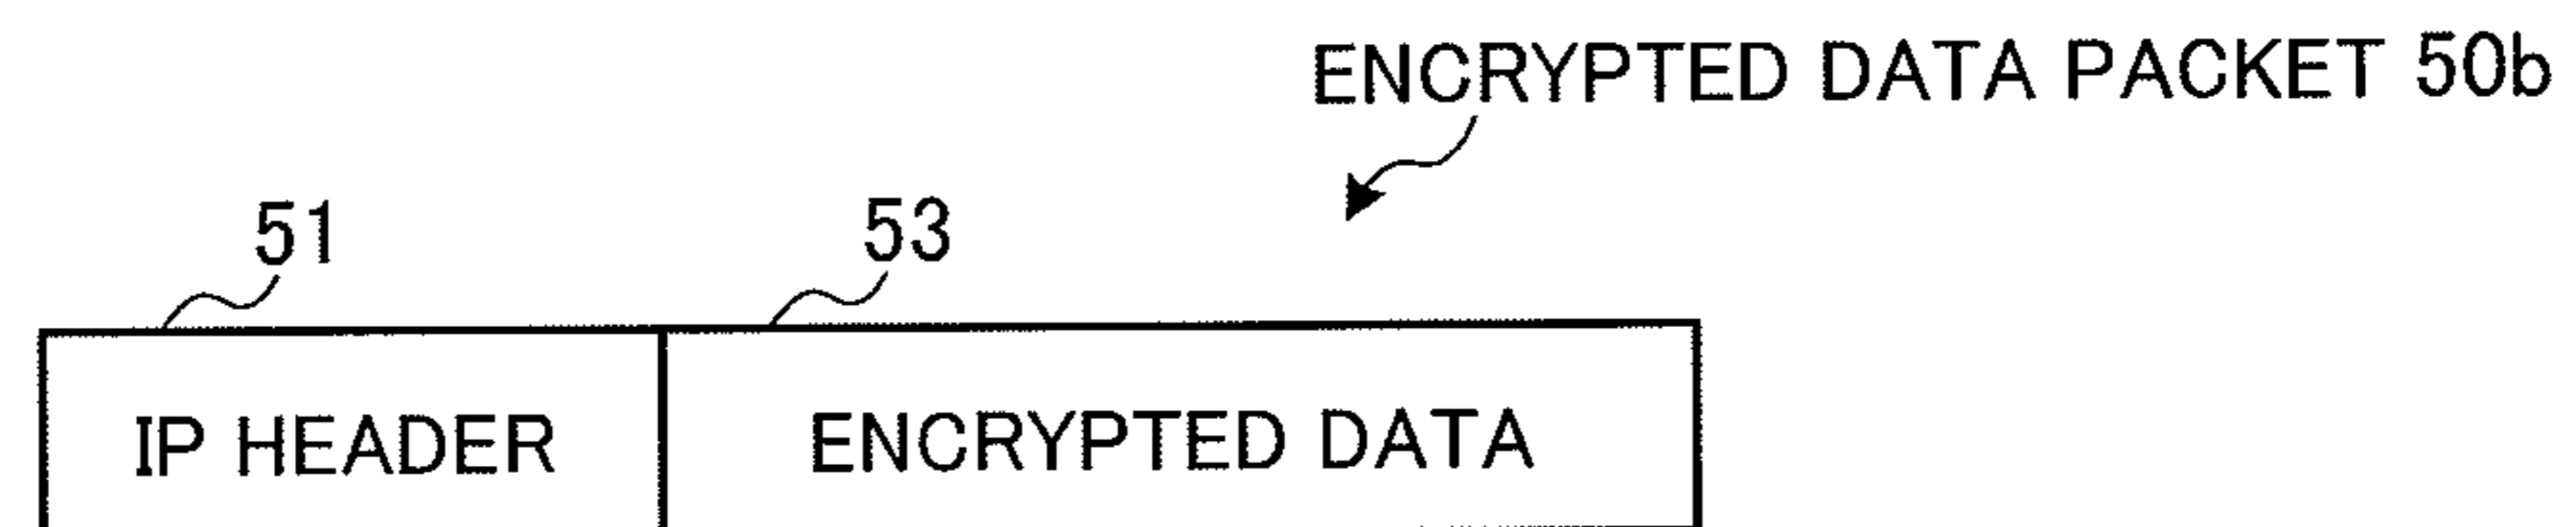 ENCRYPTED DATA PACKET 50b
51 53
IP HEADER ENCRYPTED DATA